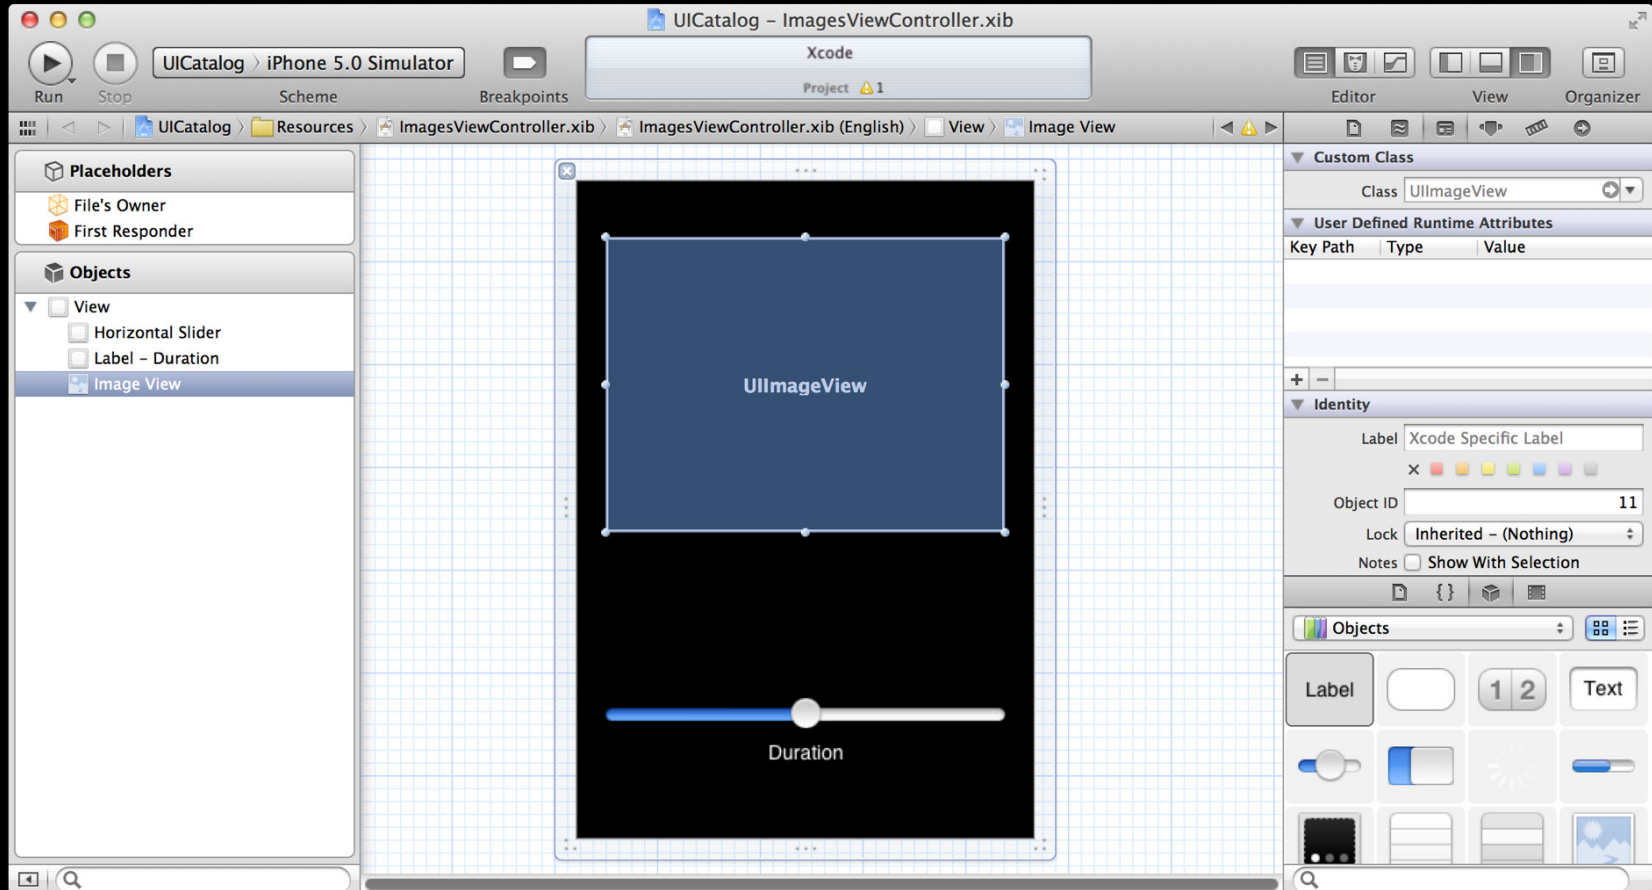 UICatalog – ImagesViewController.xib
UICatalog › iPhone 5.0 Simulator
Xcode
Project 1
Run
Stop
Scheme
Breakpoints
Editor
View
Organizer
UICatalog
Resources
ImagesViewController.xib
ImagesViewController.xib (English)
View
Image View
Placeholders
File's Owner
First Responder
Objects
View
Horizontal Slider
Label – Duration
Image View
UIImageView
Duration
Custom Class
Class UIImageView
User Defined Runtime Attributes
Key Path Type Value
+ −
Identity
Label Xcode Specific Label
Object ID 11
Lock Inherited – (Nothing)
Notes Show With Selection
{ }
Objects
Label
1 2
Text